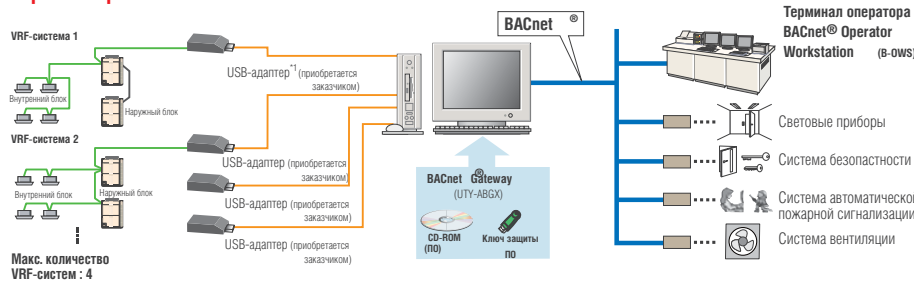 VRF-система 1
Внутренний блок
Наружный блок
VRF-система 2
Внутренний блок
Наружный блок
Макс. количество
VRF-систем : 4
USB-адаптер*1 (приобретается
заказчиком)
USB-адаптер (приобретается
заказчиком)
USB-адаптер (приобретается
заказчиком)
USB-адаптер (приобретается
заказчиком)
BACnet ®
BACnet® Gateway
(UTY-ABGX)
CD-ROM
(ПО)
Ключ защиты
ПО
Терминал оператора
BACnet® Operator
Workstation (B-OWS)
Световые приборы
Система безопасности
Система автоматической
пожарной сигнализации
Система вентиляции